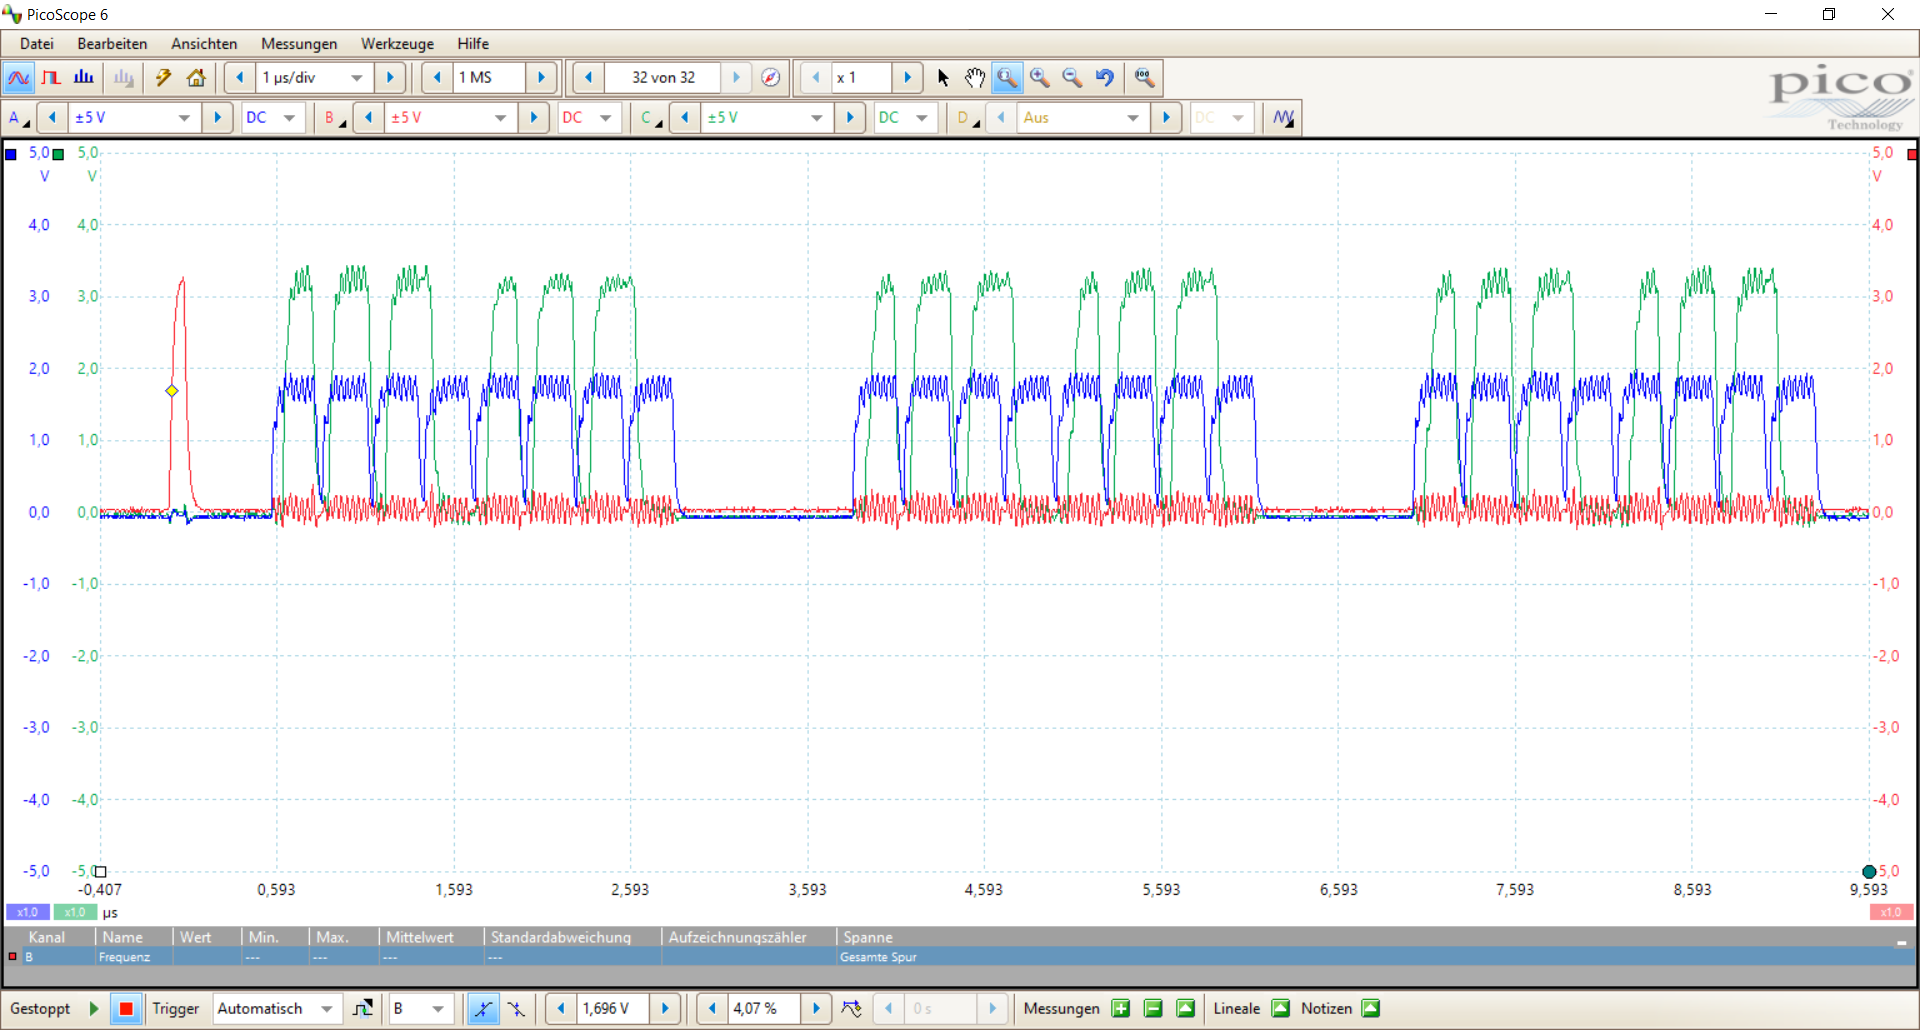 PicoScope 6
Datei Bearbeiten Ansichten Messungen Werkzeuge Hilfe
1 µs/div 1 MS 32 von 32 x 1 100
pico
Technology
A ±5 V DC B ±5 V DC C ±5 V DC D Aus DC
5,0 5,0 5,0
V V V
4,0 4,0 4,0
3,0 3,0 3,0
2,0 2,0 2,0
1,0 1,0 1,0
0,0 0,0 0,0
-1,0 -1,0 -1,0
-2,0 -2,0 -2,0
-3,0 -3,0 -3,0
-4,0 -4,0 -4,0
-5,0 -5,0 5,0
-0,407 0,593 1,593 2,593 3,593 4,593 5,593 6,593 7,593 8,593 9,593
x1,0 x1,0 µs x1,0
Kanal Name Wert Min. Max. Mittelwert Standardabweichung Aufzeichnungszähler Spanne
B Frequenz --- --- --- --- Gesamte Spur
Gestoppt Trigger Automatisch B 1,696 V 4,07 % 0 s Messungen Lineale Notizen